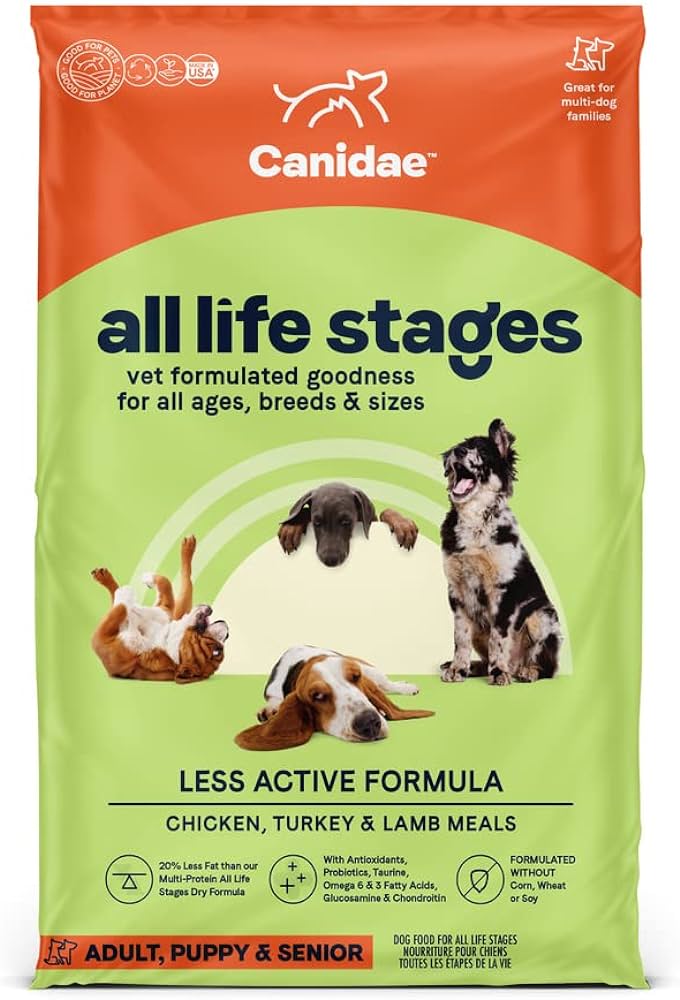 GOOD FOR PETS
GOOD FOR PLANET
MADE IN
USA
Great for
multi-dog
families
Canidae™
all life stages
vet formulated goodness
for all ages, breeds & sizes
LESS ACTIVE FORMULA
CHICKEN, TURKEY & LAMB MEALS
20% Less Fat than our
Multi-Protein All Life
Stages Dry Formula
With Antioxidants,
Probiotics, Taurine,
Omega 6 & 3 Fatty Acids,
Glucosamine & Chondroitin
FORMULATED
WITHOUT
Corn, Wheat
or Soy
ADULT, PUPPY & SENIOR
DOG FOOD FOR ALL LIFE STAGES
NOURRITURE POUR CHIENS
TOUTES LES ÉTAPES DE LA VIE